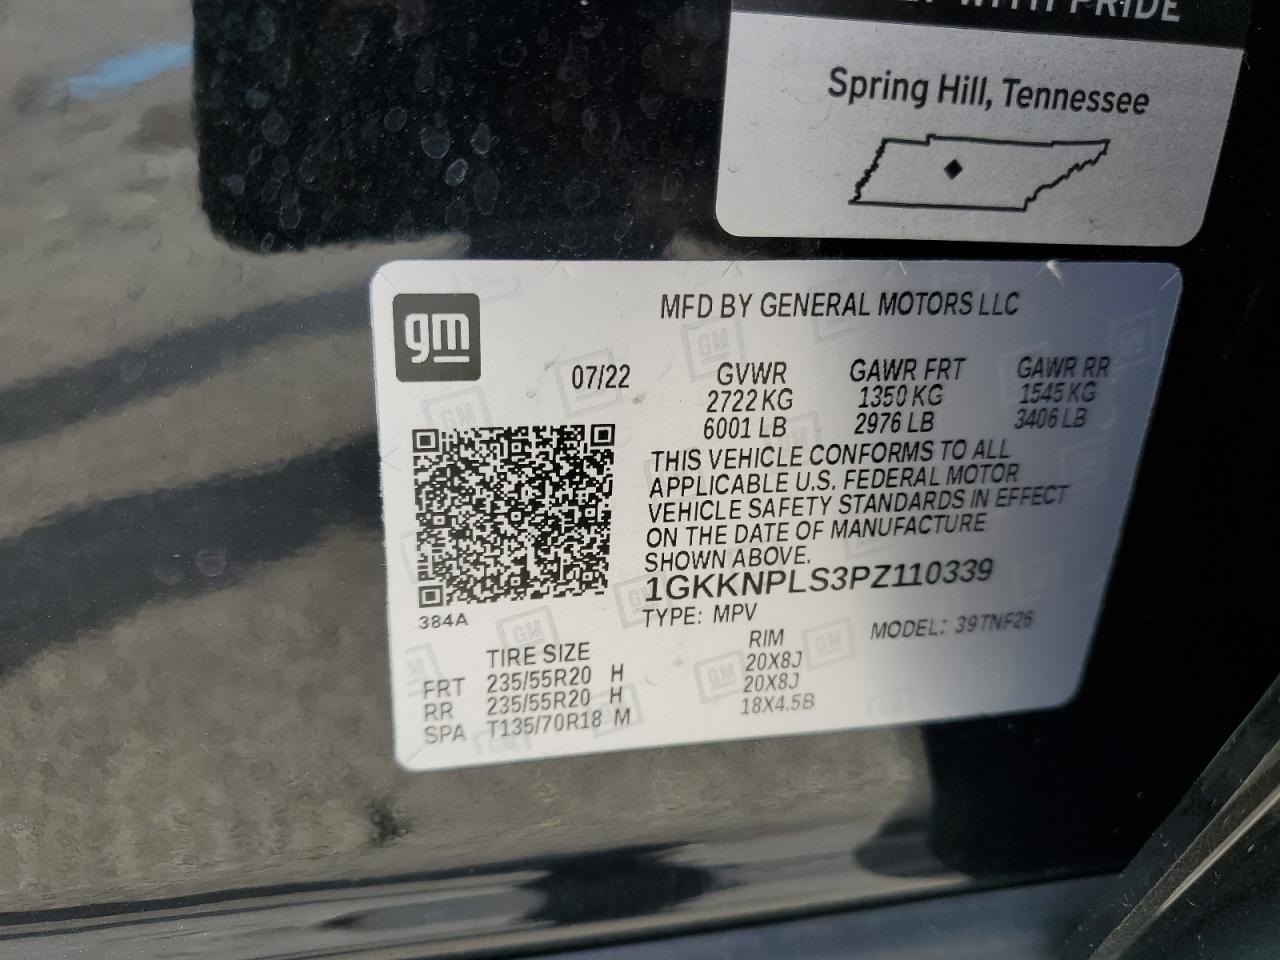 WITH PRIDE
Spring Hill, Tennessee
gm
MFD BY GENERAL MOTORS LLC
07/22
GVWR GAWR FRT GAWR RR
2722 KG 1350 KG 1545 KG
6001 LB 2976 LB 3406 LB
THIS VEHICLE CONFORMS TO ALL
APPLICABLE U.S. FEDERAL MOTOR
VEHICLE SAFETY STANDARDS IN EFFECT
ON THE DATE OF MANUFACTURE
SHOWN ABOVE.
1GKKNPLS3PZ110339
384A
TYPE: MPV MODEL: 39TNF26
TIRE SIZE RIM
FRT 235/55R20 H 20X8J
RR 235/55R20 H 20X8J
SPA T135/70R18 M 18X4.5B